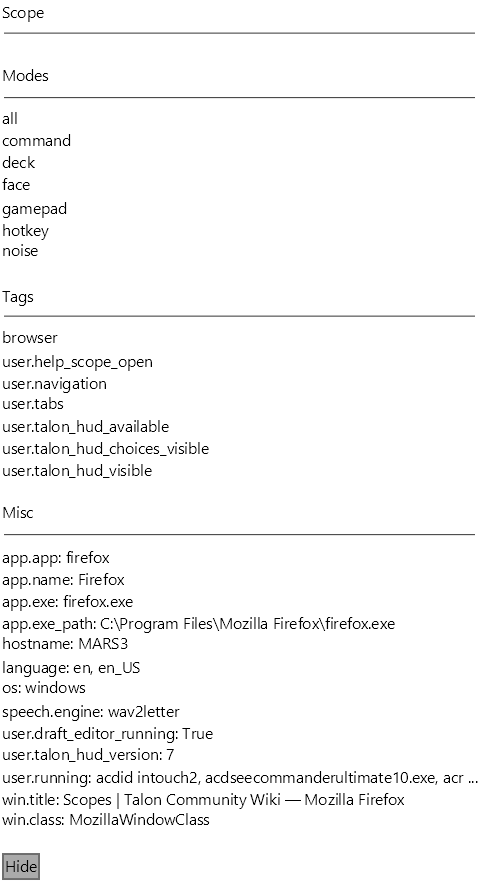 Scope
Modes
all
command
deck
face
gamepad
hotkey
noise
Tags
browser
user.help_scope_open
user.navigation
user.tabs
user.talon_hud_available
user.talon_hud_choices_visible
user.talon_hud_visible
Misc
app.app: firefox
app.name: Firefox
app.exe: firefox.exe
app.exe_path: C:\Program Files\Mozilla Firefox\firefox.exe
hostname: MARS3
language: en, en_US
os: windows
speech.engine: wav2letter
user.draft_editor_running: True
user.talon_hud_version: 7
user.running: acdid intouch2, acdseecommanderultimate10.exe, acr ...
win.title: Scopes | Talon Community Wiki — Mozilla Firefox
win.class: MozillaWindowClass
Hide